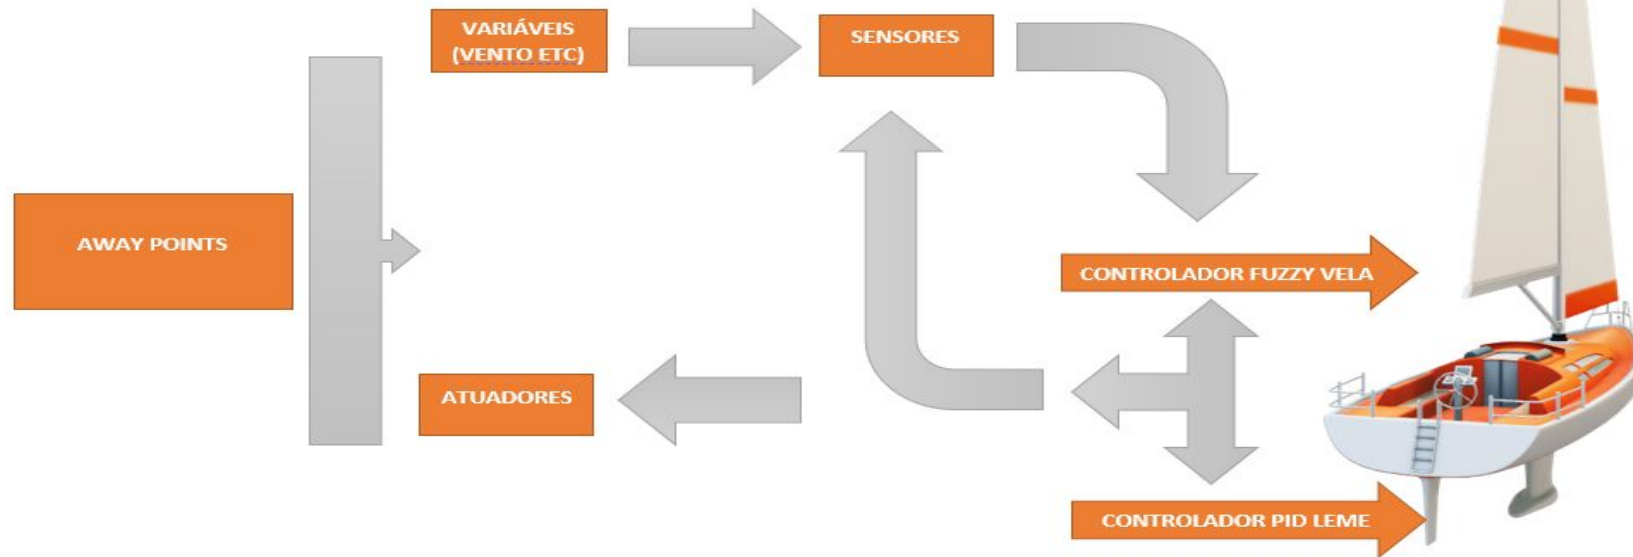 VARIÁVEIS
(VENTO ETC)
SENSORES
AWAY POINTS
CONTROLADOR FUZZY VELA
ATUADORES
CONTROLADOR PID LEME